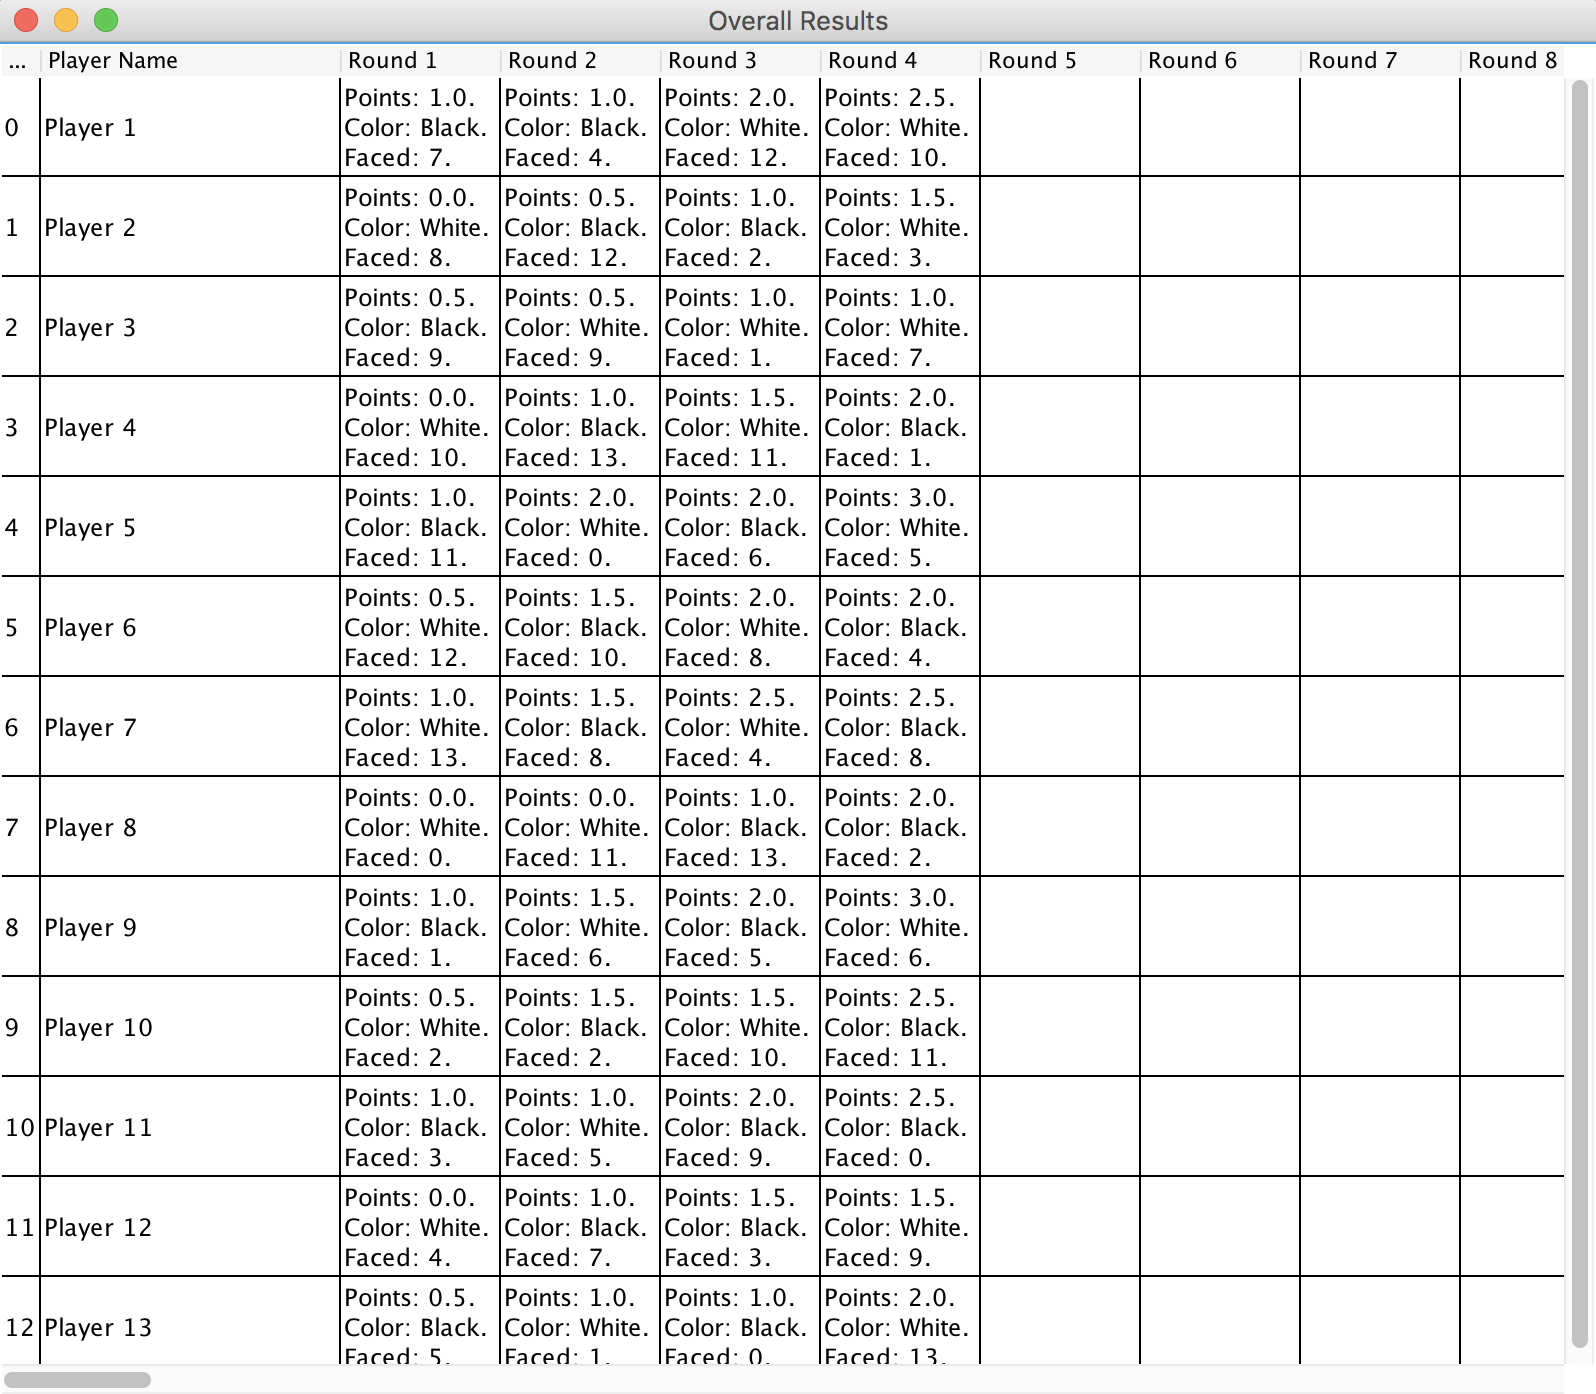 Overall Results
... Player Name Round 1 Round 2 Round 3 Round 4 Round 5 Round 6 Round 7 Round 8
Points: 1.0. Points: 1.0. Points: 2.0. Points: 2.5.
0 Player 1 Color: Black. Color: Black. Color: White. Color: White.
Faced: 7. Faced: 4. Faced: 12. Faced: 10.
Points: 0.0. Points: 0.5. Points: 1.0. Points: 1.5.
1 Player 2 Color: White. Color: Black. Color: Black. Color: White.
Faced: 8. Faced: 12. Faced: 2. Faced: 3.
Points: 0.5. Points: 0.5. Points: 1.0. Points: 1.0.
2 Player 3 Color: Black. Color: White. Color: White. Color: White.
Faced: 9. Faced: 9. Faced: 1. Faced: 7.
Points: 0.0. Points: 1.0. Points: 1.5. Points: 2.0.
3 Player 4 Color: White. Color: Black. Color: White. Color: Black.
Faced: 10. Faced: 13. Faced: 11. Faced: 1.
Points: 1.0. Points: 2.0. Points: 2.0. Points: 3.0.
4 Player 5 Color: Black. Color: White. Color: Black. Color: White.
Faced: 11. Faced: 0. Faced: 6. Faced: 5.
Points: 0.5. Points: 1.5. Points: 2.0. Points: 2.0.
5 Player 6 Color: White. Color: Black. Color: White. Color: Black.
Faced: 12. Faced: 10. Faced: 8. Faced: 4.
Points: 1.0. Points: 1.5. Points: 2.5. Points: 2.5.
6 Player 7 Color: White. Color: Black. Color: White. Color: Black.
Faced: 13. Faced: 8. Faced: 4. Faced: 8.
Points: 0.0. Points: 0.0. Points: 1.0. Points: 2.0.
7 Player 8 Color: White. Color: White. Color: Black. Color: Black.
Faced: 0. Faced: 11. Faced: 13. Faced: 2.
Points: 1.0. Points: 1.5. Points: 2.0. Points: 3.0.
8 Player 9 Color: Black. Color: White. Color: Black. Color: White.
Faced: 1. Faced: 6. Faced: 5. Faced: 6.
Points: 0.5. Points: 1.5. Points: 1.5. Points: 2.5.
9 Player 10 Color: White. Color: Black. Color: White. Color: Black.
Faced: 2. Faced: 2. Faced: 10. Faced: 11.
Points: 1.0. Points: 1.0. Points: 2.0. Points: 2.5.
10 Player 11 Color: Black. Color: White. Color: Black. Color: Black.
Faced: 3. Faced: 5. Faced: 9. Faced: 0.
Points: 0.0. Points: 1.0. Points: 1.5. Points: 1.5.
11 Player 12 Color: White. Color: Black. Color: Black. Color: White.
Faced: 4. Faced: 7. Faced: 3. Faced: 9.
Points: 0.5. Points: 1.0. Points: 1.0. Points: 2.0.
12 Player 13 Color: Black. Color: White. Color: Black. Color: White.
Faced: 5. Faced: 1. Faced: 0. Faced: 13.